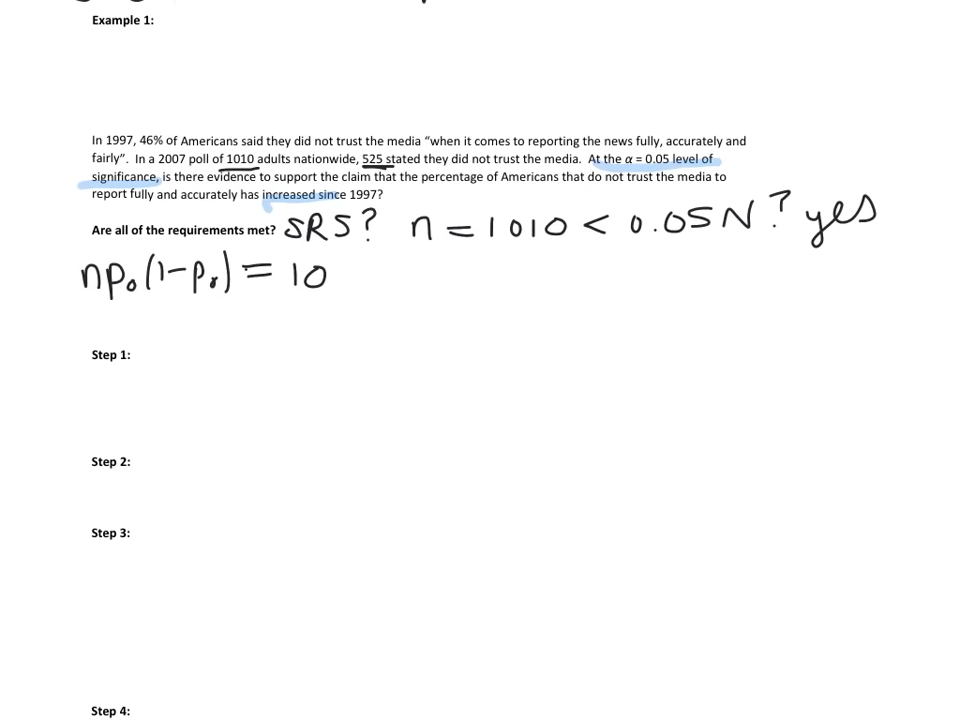 Example 1:
In 1997, 46% of Americans said they did not trust the media “when it comes to reporting the news fully, accurately and
fairly”. In a 2007 poll of 1010 adults nationwide, 525 stated they did not trust the media. At the α = 0.05 level of
significance, is there evidence to support the claim that the percentage of Americans that do not trust the media to
report fully and accurately has increased since 1997?
Are all of the requirements met? SRS? n = 1010 < 0.05N? yes
np₀(1-p₀) = 10
Step 1:
Step 2:
Step 3:
Step 4: